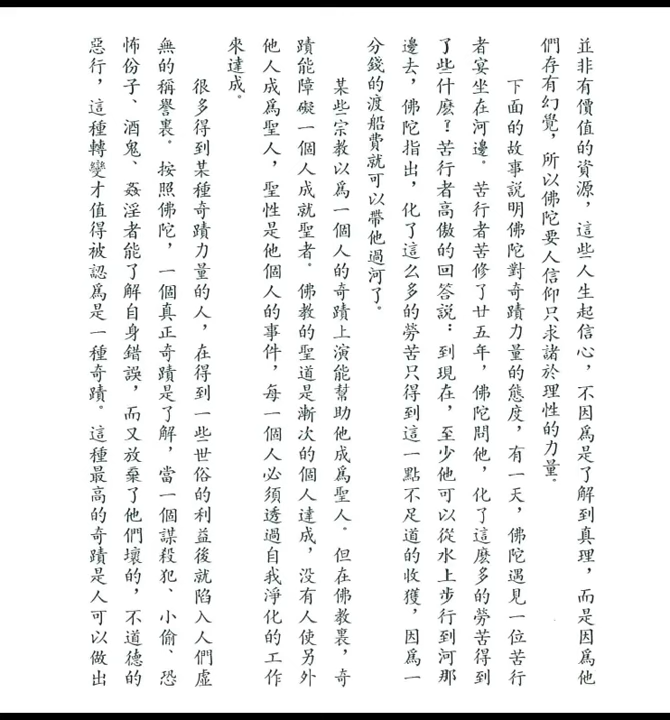 並非有價值的資源，這些人生起信心，不因爲是了解到真理，而是因爲他
們存有幻覺，所以佛陀要人信仰只求諸於理性的力量。
下面的故事説明佛陀對奇蹟力量的態度，有一天，佛陀遇見一位苦行
者宴坐在河邊。苦行者苦修了廿五年，佛陀問他，化了這麽多的勞苦得到
了些什麽？苦行者高傲的回答説：到現在，至少他可以從水上步行到河那
邊去，佛陀指出，化了這么多的勞苦只得到這一點不足道的收獲，因爲一
分錢的渡船費就可以帶他過河了。
某些宗教以爲一個人的奇蹟上演能幫助他成爲聖人。但在佛教裏，奇
蹟能障礙一個人成就聖者。佛教的聖道是漸次的個人達成，没有人使另外
他人成爲聖人，聖性是他個人的事件，每一個人必須透過自我淨化的工作
來達成。
很多得到某種奇蹟力量的人，在得到一些世俗的利益後就陷入人們虛
無的稱譽裏。按照佛陀，一個真正奇蹟是了解，當一個謀殺犯、小偷、恐
怖份子、酒鬼、姦淫者能了解自身錯誤，而又放棄了他們壞的，不道德的
惡行，這種轉變才值得被認爲是一種奇蹟。這種最高的奇蹟是人可以做出